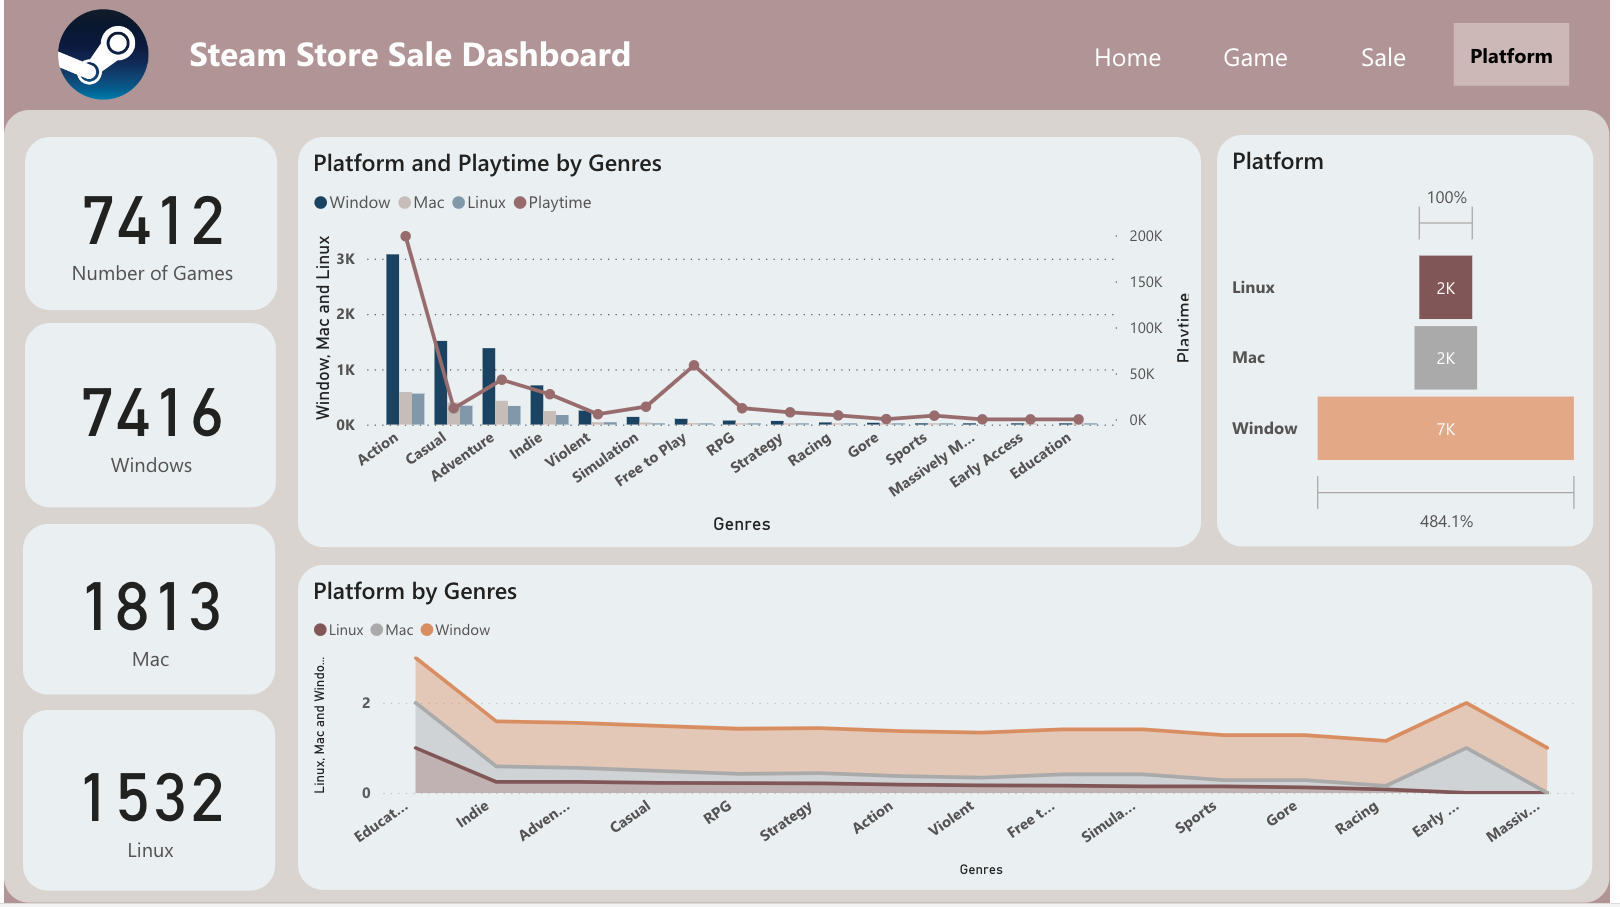 Steam Store Sale Dashboard
Home Game Sale Platform
7412
Number of Games
7416
Windows
1813
Mac
1532
Linux
Platform and Playtime by Genres
Window Mac Linux Playtime
Window, Mac and Linux
3K
2K
1K
0K
200K
150K
100K
50K
0K
Playtime
Action
Casual
Adventure
Indie
Violent
Simulation
Free to Play
RPG
Strategy
Racing
Gore
Sports
Massively M...
Early Access
Education
Genres
Platform
100%
Linux 2K
Mac 2K
Window 7K
484.1%
Platform by Genres
Linux Mac Window
Linux, Mac and Windo...
2
0
Educat...
Indie
Adven...
Casual
RPG
Strategy
Action
Violent
Free t...
Simula...
Sports
Gore
Racing
Early ...
Massiv...
Genres